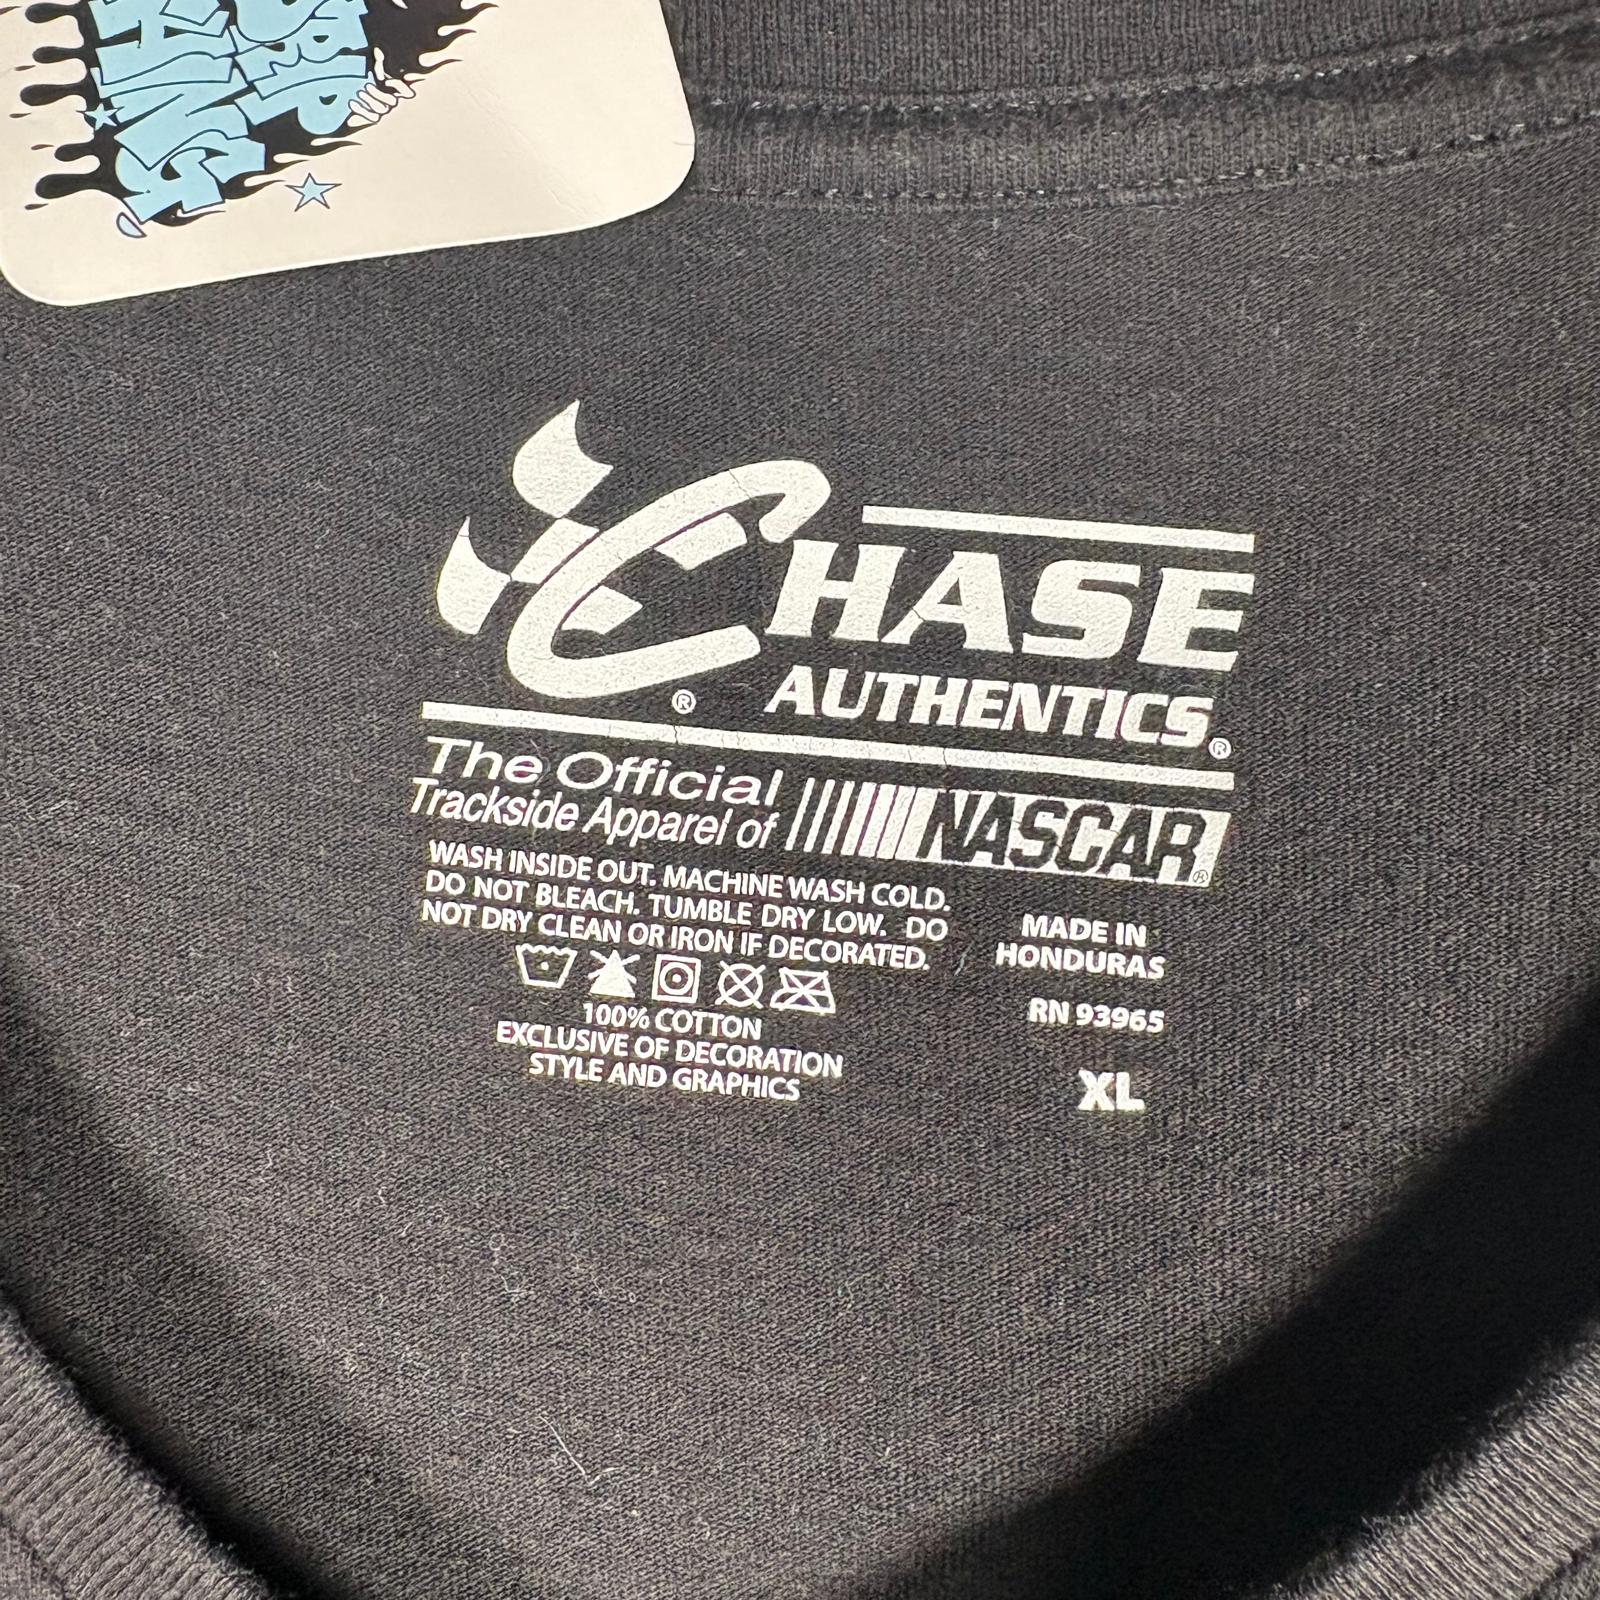 CHASE
AUTHENTICS®
®
The Official
Trackside Apparel of
NASCAR®
WASH INSIDE OUT. MACHINE WASH COLD.
DO NOT BLEACH. TUMBLE DRY LOW. DO
NOT DRY CLEAN OR IRON IF DECORATED.
100% COTTON
EXCLUSIVE OF DECORATION
STYLE AND GRAPHICS
MADE IN
HONDURAS
RN 93965
XL